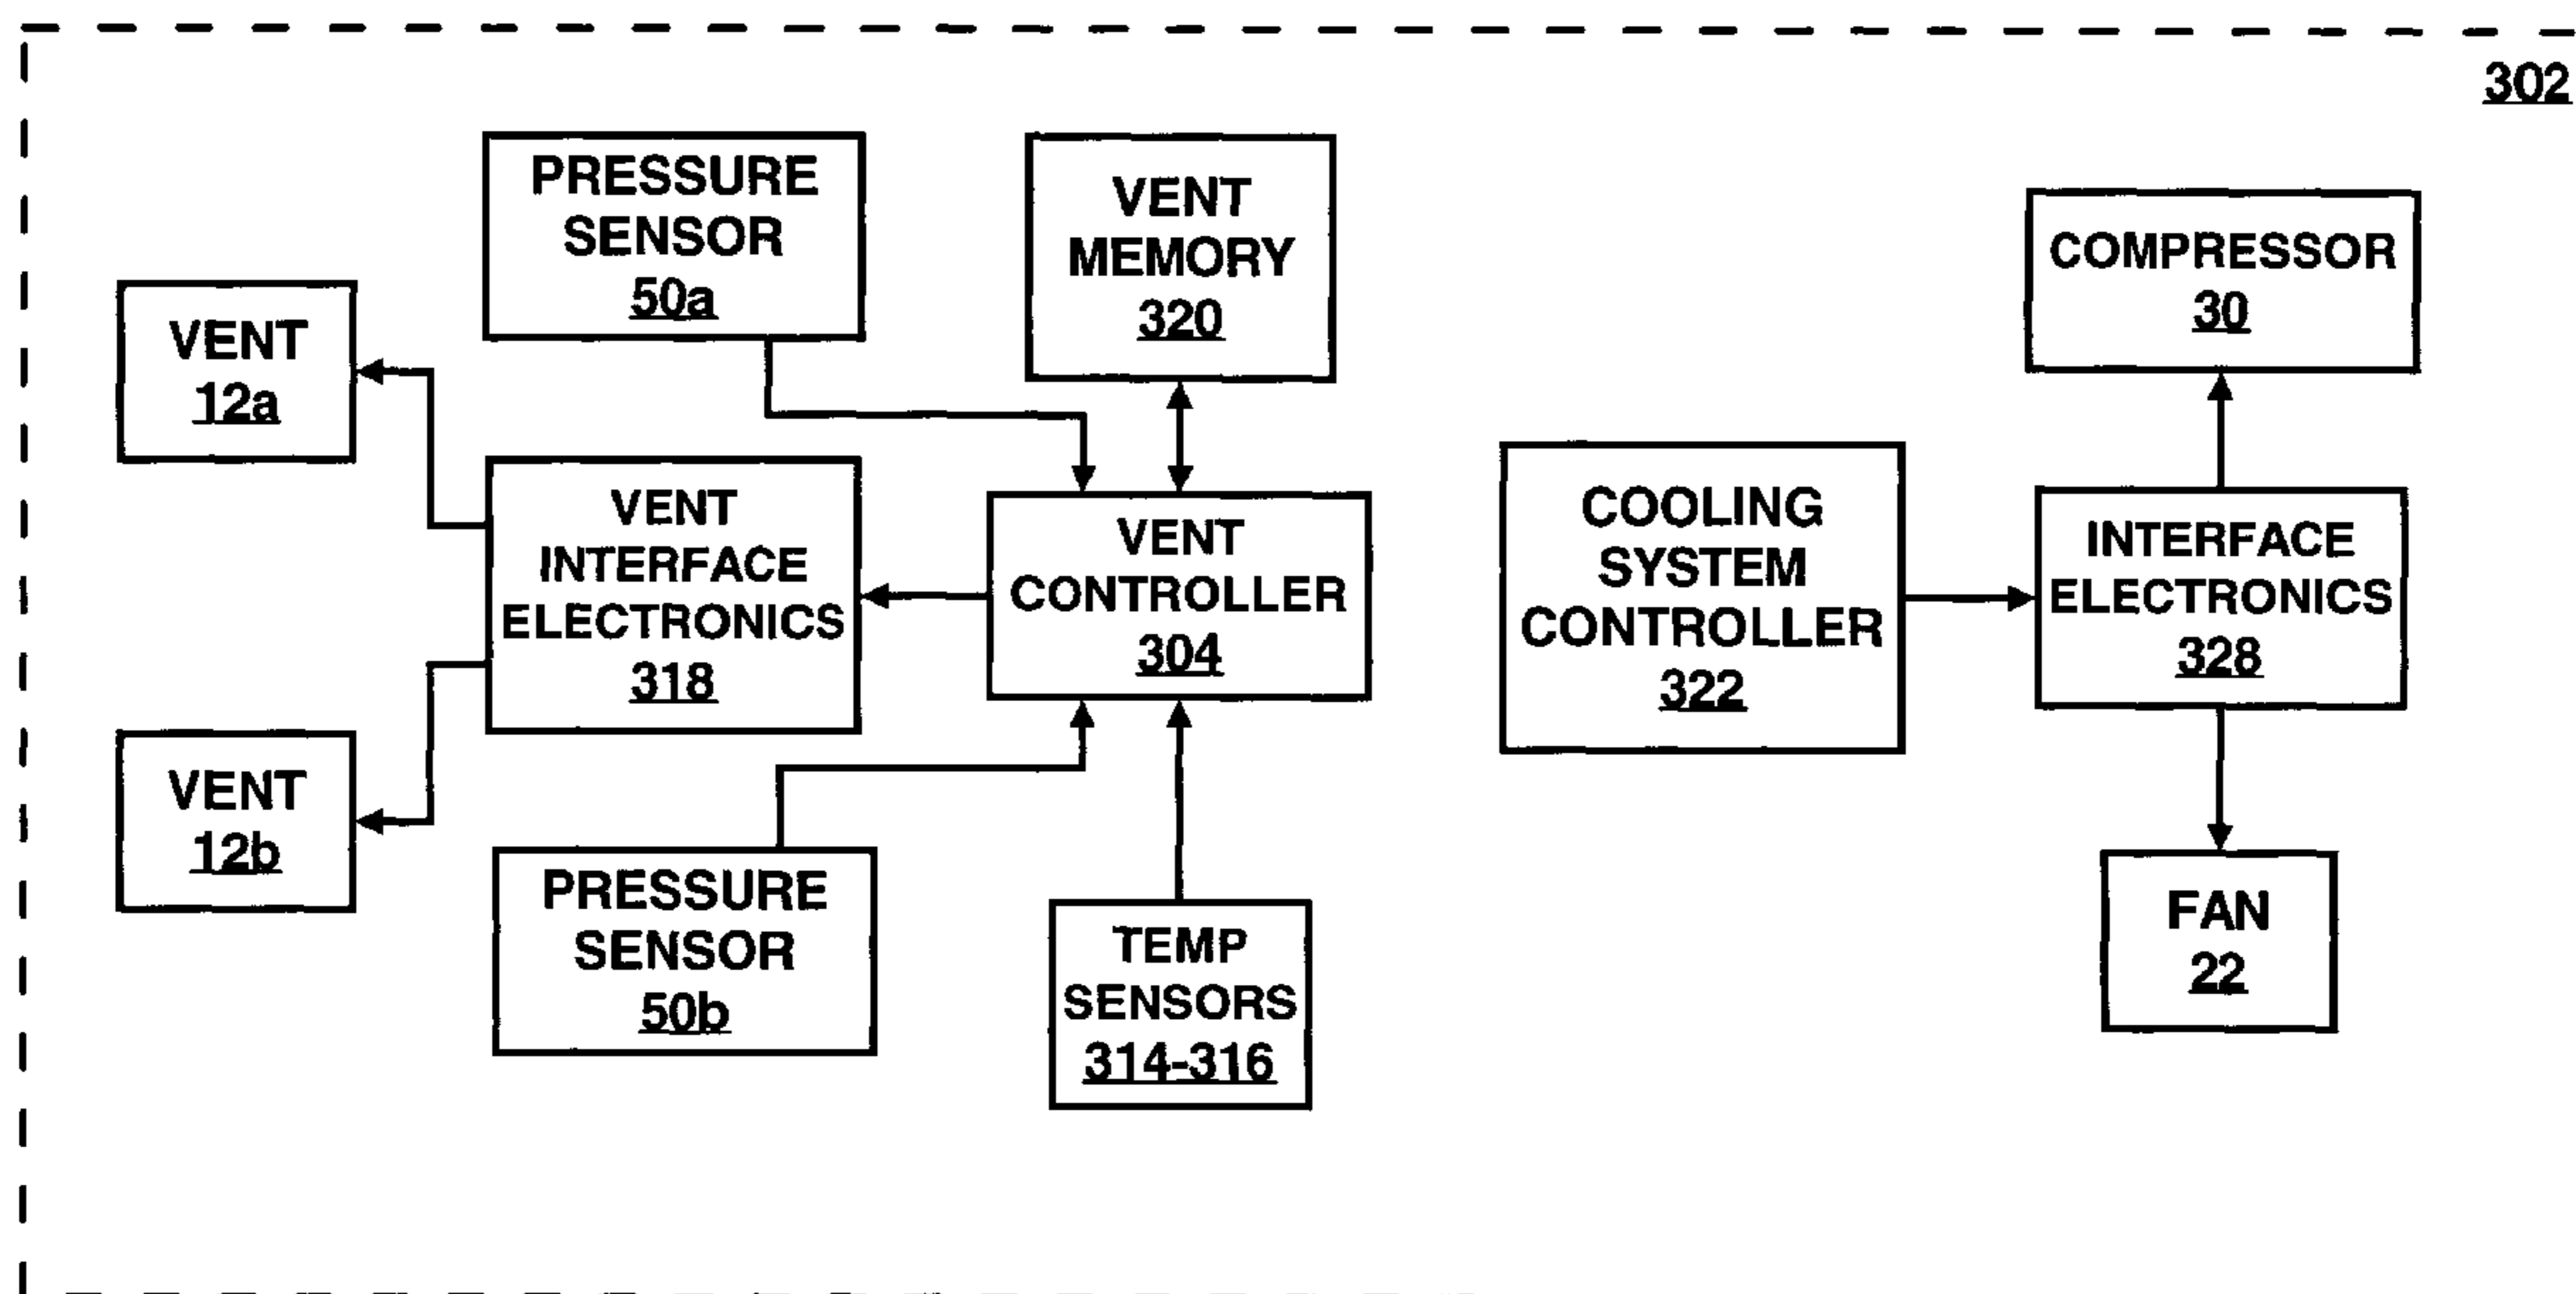 302
PRESSURE
SENSOR
50a
VENT
MEMORY
320
COMPRESSOR
30
VENT
12a
VENT
INTERFACE
ELECTRONICS
318
VENT
CONTROLLER
304
COOLING
SYSTEM
CONTROLLER
322
INTERFACE
ELECTRONICS
328
VENT
12b
PRESSURE
SENSOR
50b
TEMP
SENSORS
314-316
FAN
22